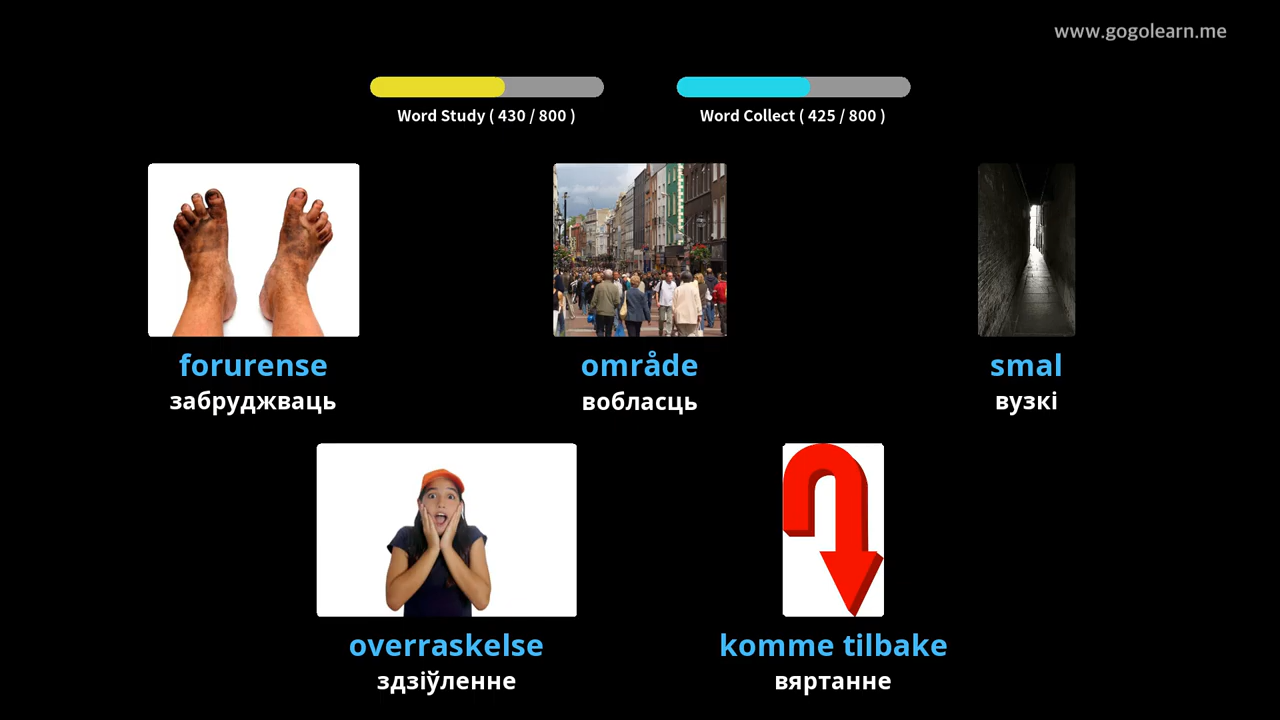 www.gogolearn.me
Word Study ( 430 / 800 )
Word Collect ( 425 / 800 )
forurense
забруджваць
område
вобласць
smal
вузкі
overraskelse
здзіўленне
komme tilbake
вяртанне